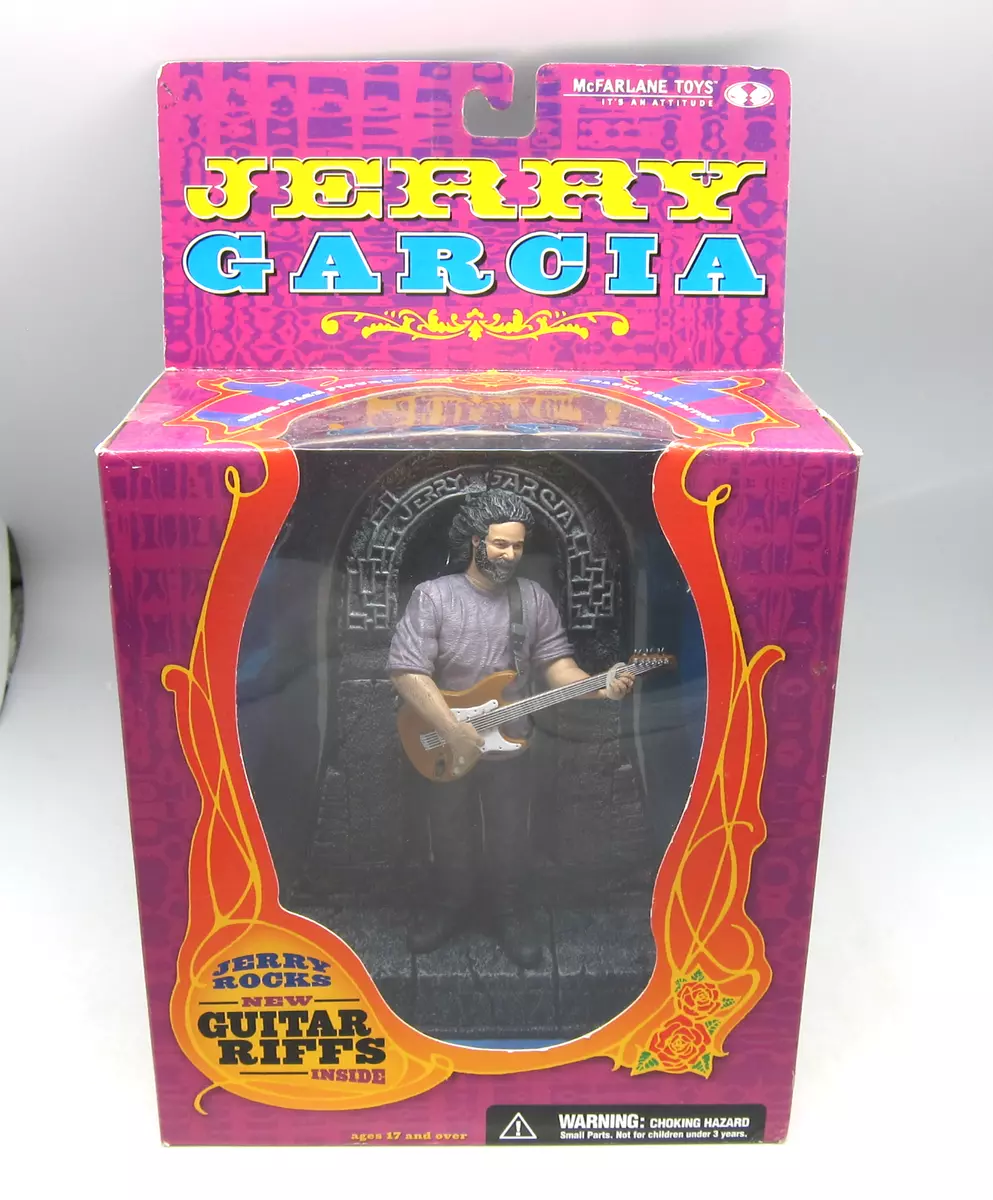 McFARLANE TOYS™
IT'S AN ATTITUDE
JERRY
GARCIA
JERRY GARCIA
JERRY
ROCKS
NEW
GUITAR
RIFFS
INSIDE
ages 17 and over
WARNING: CHOKING HAZARD
Small Parts. Not for children under 3 years.